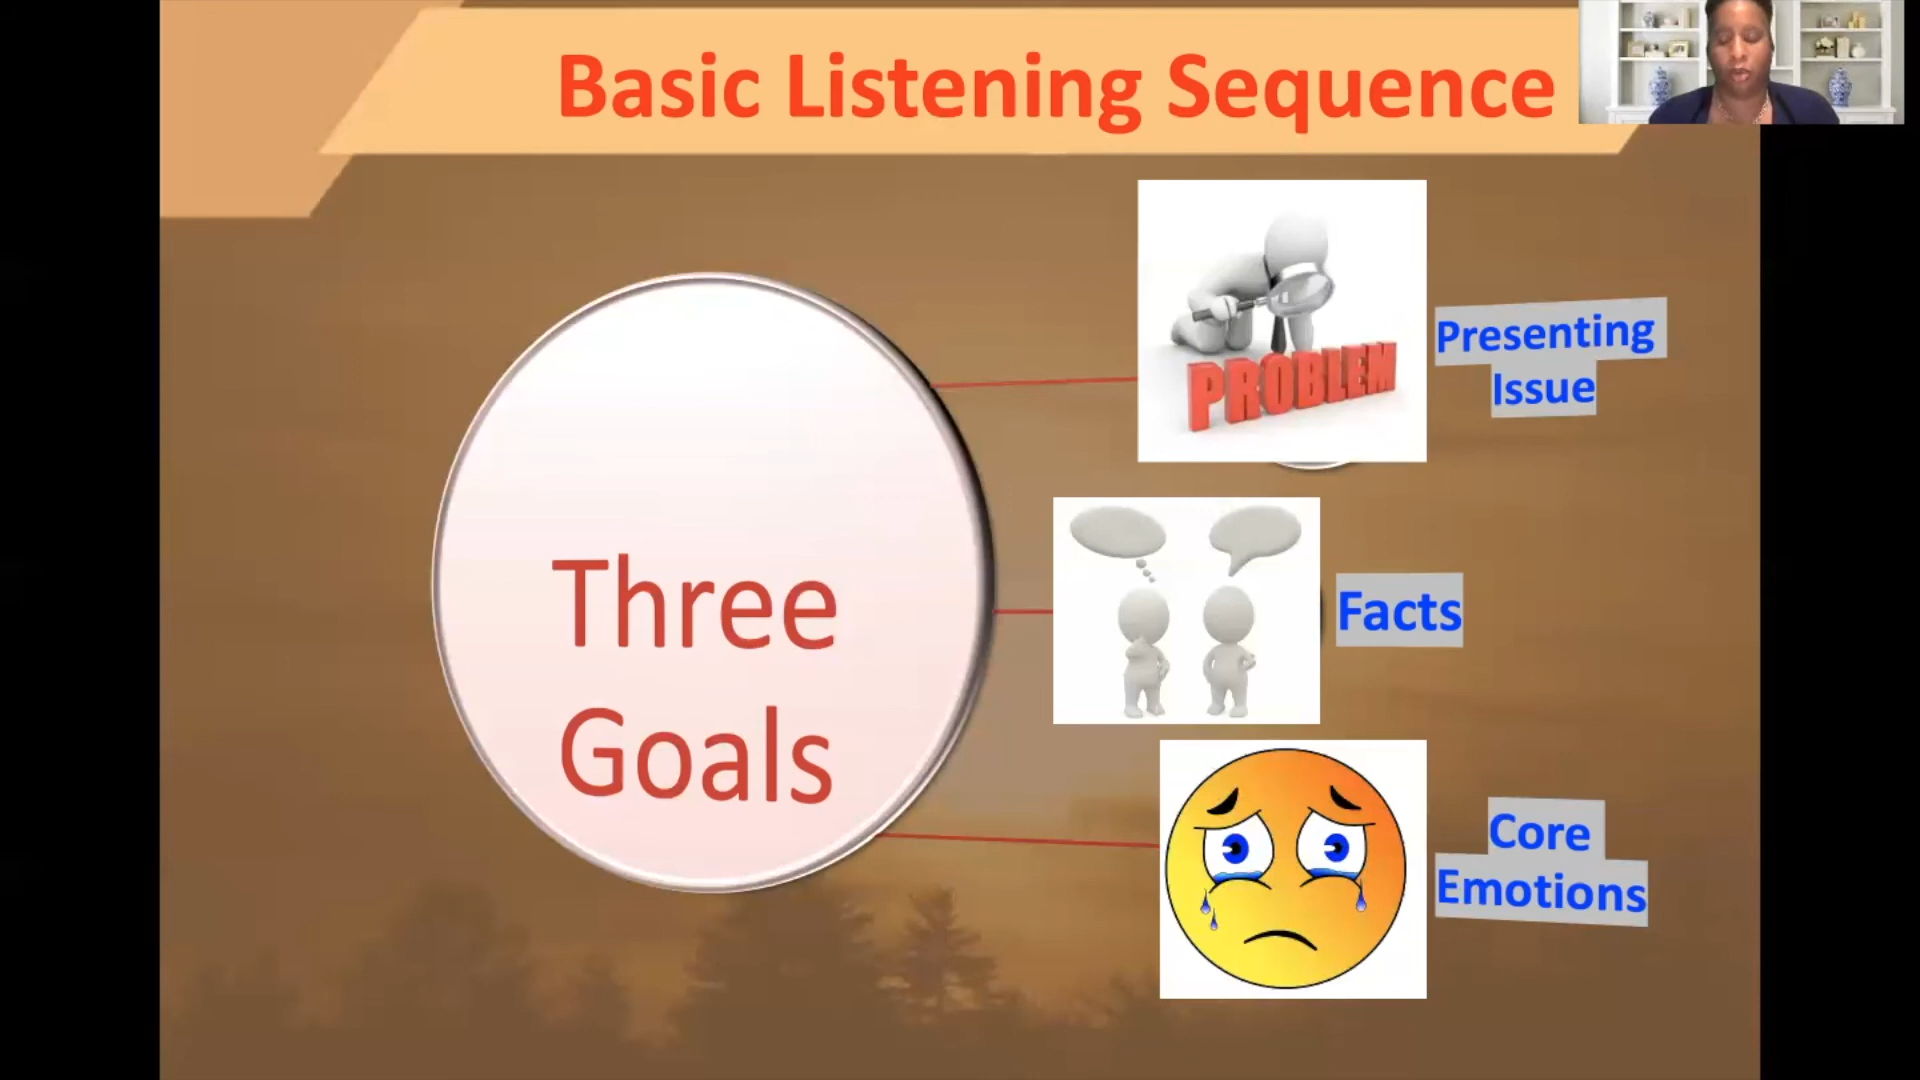 Basic Listening Sequence
Three
Goals
PROBLEM
Presenting
Issue
Facts
Core
Emotions